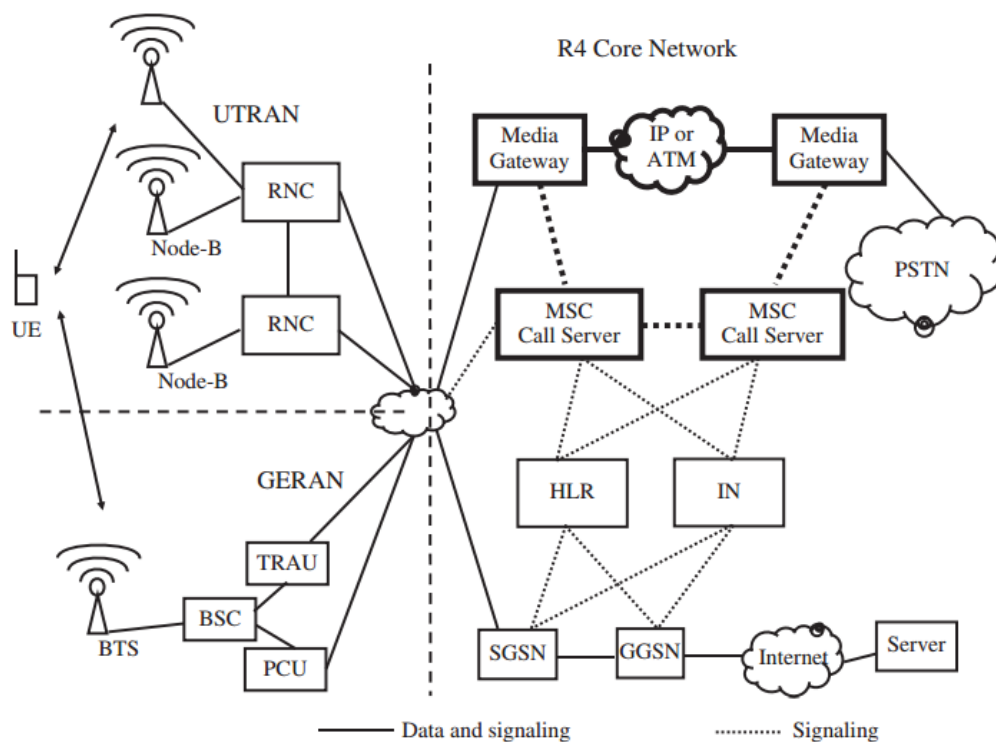 R4 Core Network
UTRAN
Media
Gateway
IP or
ATM
Media
Gateway
RNC
Node-B
PSTN
UE
RNC
MSC
Call Server
MSC
Call Server
Node-B
GERAN
HLR
IN
TRAU
BSC
BTS
PCU
SGSN
GGSN
Internet
Server
Data and signaling
Signaling